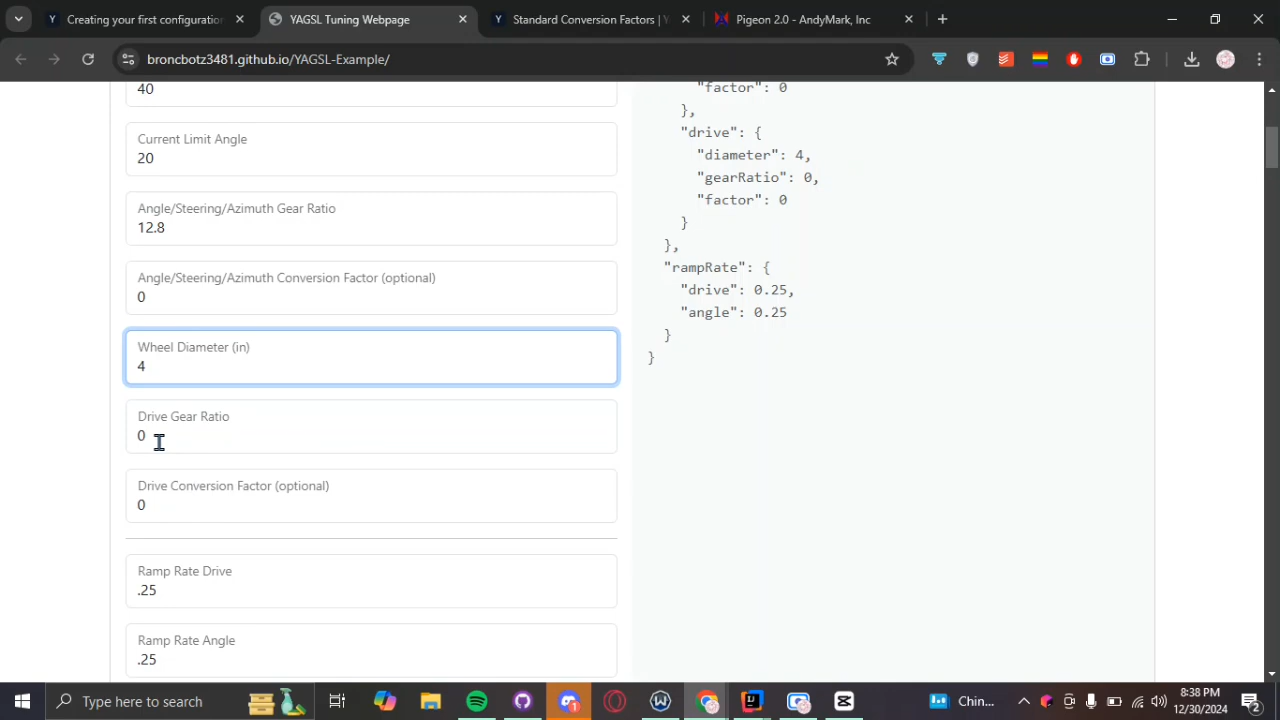 Creating your first configuration
YAGSL Tuning Webpage
Standard Conversion Factors |
Pigeon 2.0 - AndyMark, Inc
broncbotz3481.github.io/YAGSL-Example/
40
Current Limit Angle
20
Angle/Steering/Azimuth Gear Ratio
12.8
Angle/Steering/Azimuth Conversion Factor (optional)
0
Wheel Diameter (in)
4
Drive Gear Ratio
0
Drive Conversion Factor (optional)
0
Ramp Rate Drive
.25
Ramp Rate Angle
.25
"factor": 0
},
"drive": {
"diameter": 4,
"gearRatio": 0,
"factor": 0
}
},
"rampRate": {
"drive": 0.25,
"angle": 0.25
}
}
Type here to search
Chin...
8:38 PM
12/30/2024
2